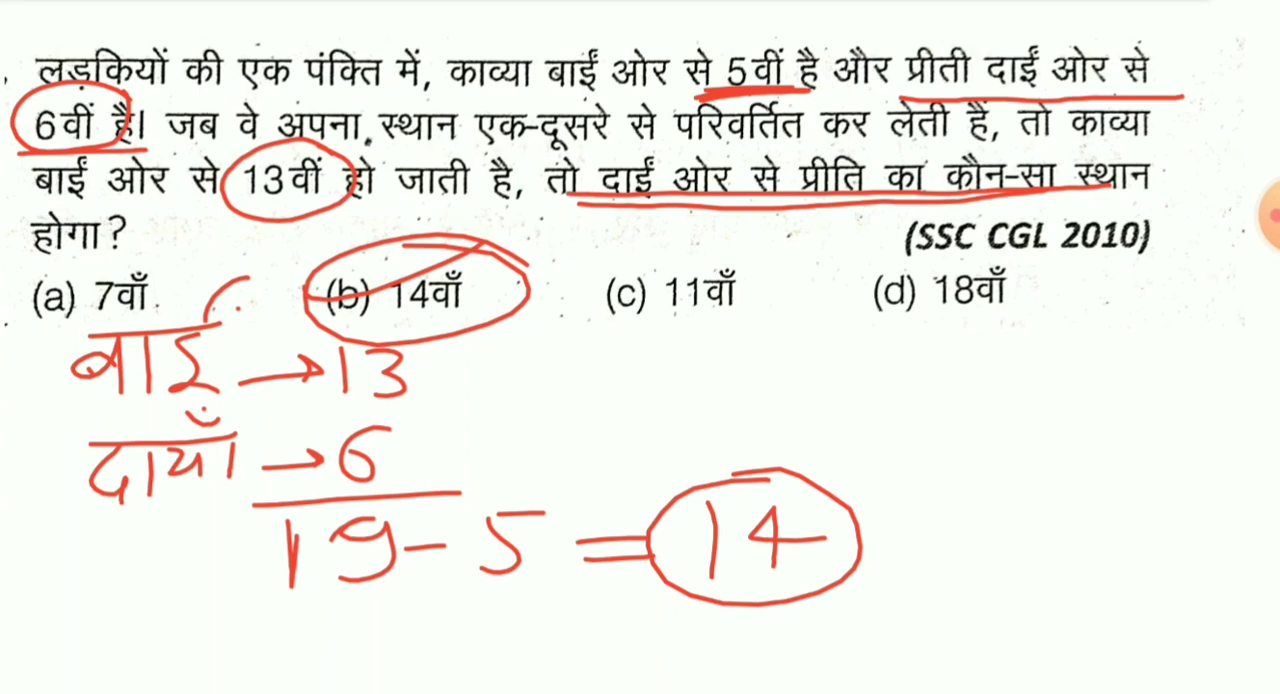 लड़कियों की एक पंक्ति में, काव्या बाईं ओर से 5वीं है और प्रीती दाईं ओर से
6वीं है। जब वे अपना स्थान एक-दूसरे से परिवर्तित कर लेती हैं, तो काव्या
बाईं ओर से 13वीं हो जाती है, तो दाईं ओर से प्रीति का कौन-सा स्थान
होगा?
(SSC CGL 2010)
(a) 7वाँ (b) 14वाँ (c) 11वाँ (d) 18वाँ
बाईं → 13
दायाँ → 6
19 - 5 = 14